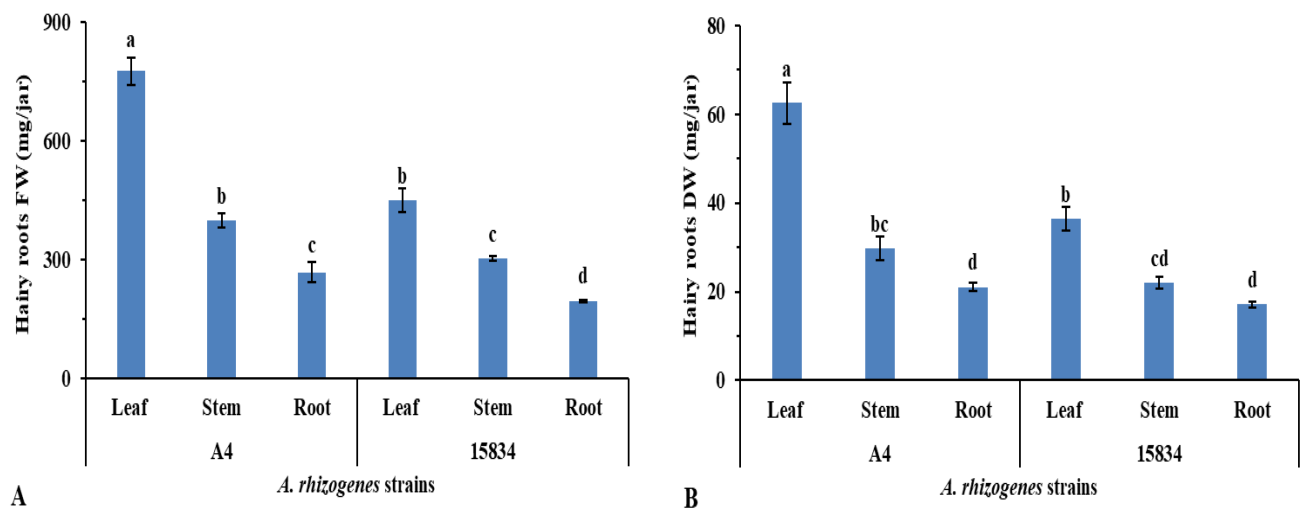 Hairy roots FW (mg/jar)
900
600
300
0
a
b
c
b
c
d
Leaf Stem Root Leaf Stem Root
A4 15834
A. rhizogenes strains
A
Hairy roots DW (mg/jar)
80
60
40
20
0
a
bc
d
b
cd
d
Leaf Stem Root Leaf Stem Root
A4 15834
A. rhizogenes strains
B